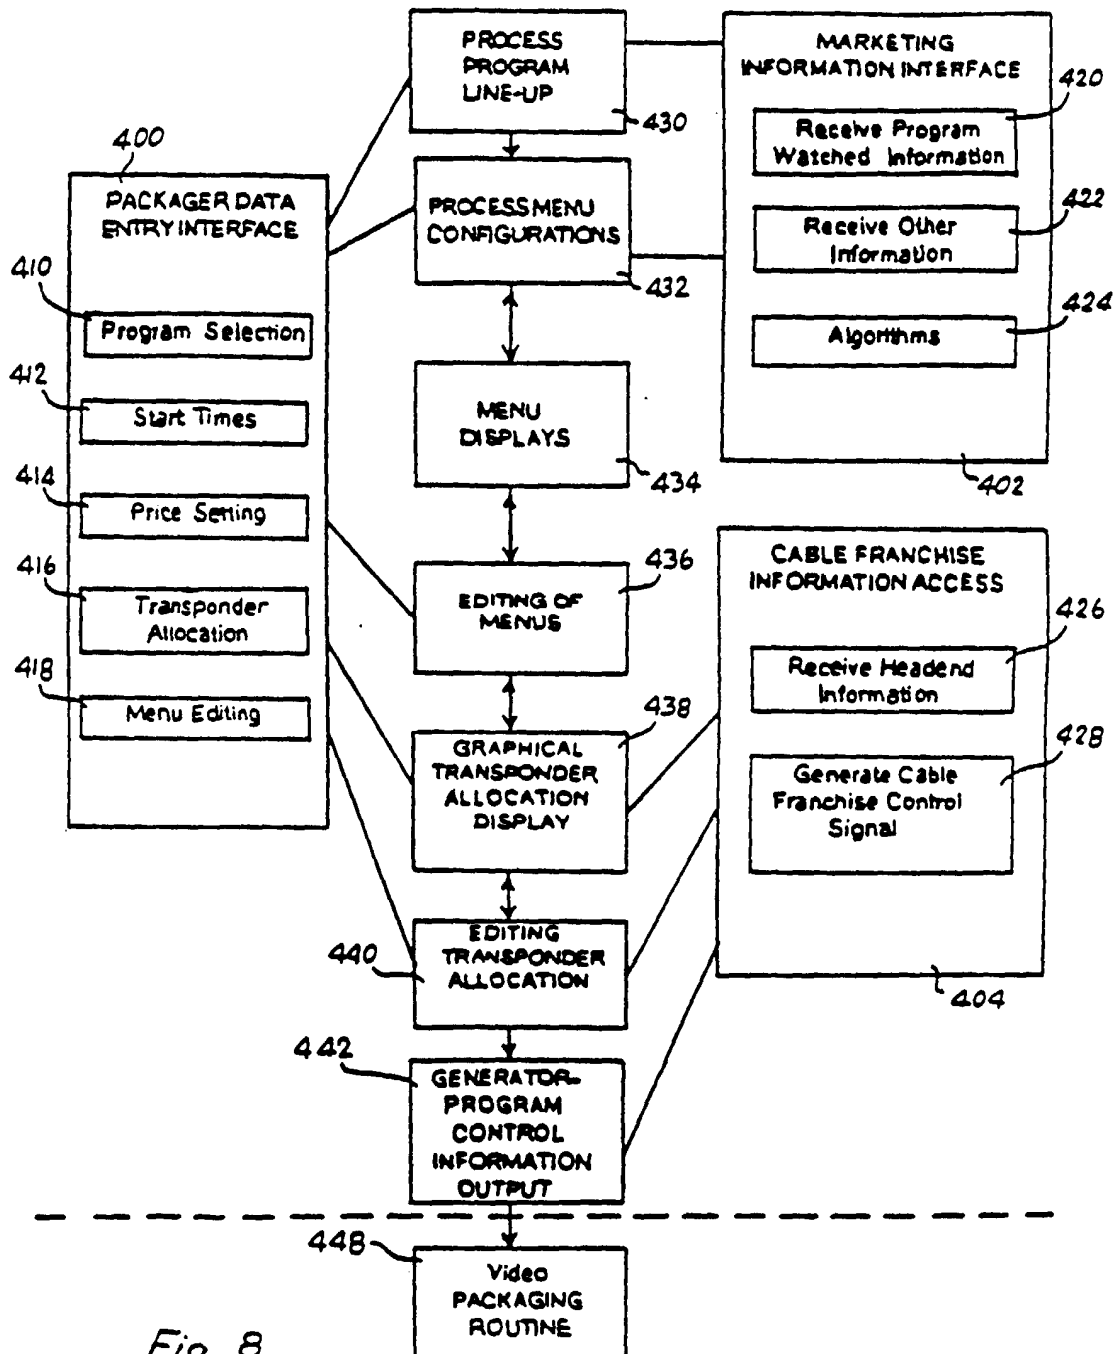 PROCESS
PROGRAM
LINE-UP
430
MARKETING
INFORMATION INTERFACE
420
Receive Program
Watched Information
422
Receive Other
Information
424
Algorithms
402
400
PACKAGER DATA
ENTRY INTERFACE
410
Program Selection
412
Start Times
414
Price Setting
416
Transponder
Allocation
418
Menu Editing
PROCESS MENU
CONFIGURATIONS
432
MENU
DISPLAYS
434
436
EDITING OF
MENUS
438
GRAPHICAL
TRANSPONDER
ALLOCATION
DISPLAY
CABLE FRANCHISE
INFORMATION ACCESS
426
Receive Headend
Information
428
Generate Cable
Franchise Control
Signal
404
440
EDITING
TRANSPONDER
ALLOCATION
442
GENERATOR-
PROGRAM
CONTROL
INFORMATION
OUTPUT
448
Video
PACKAGING
ROUTINE
Fig. 8